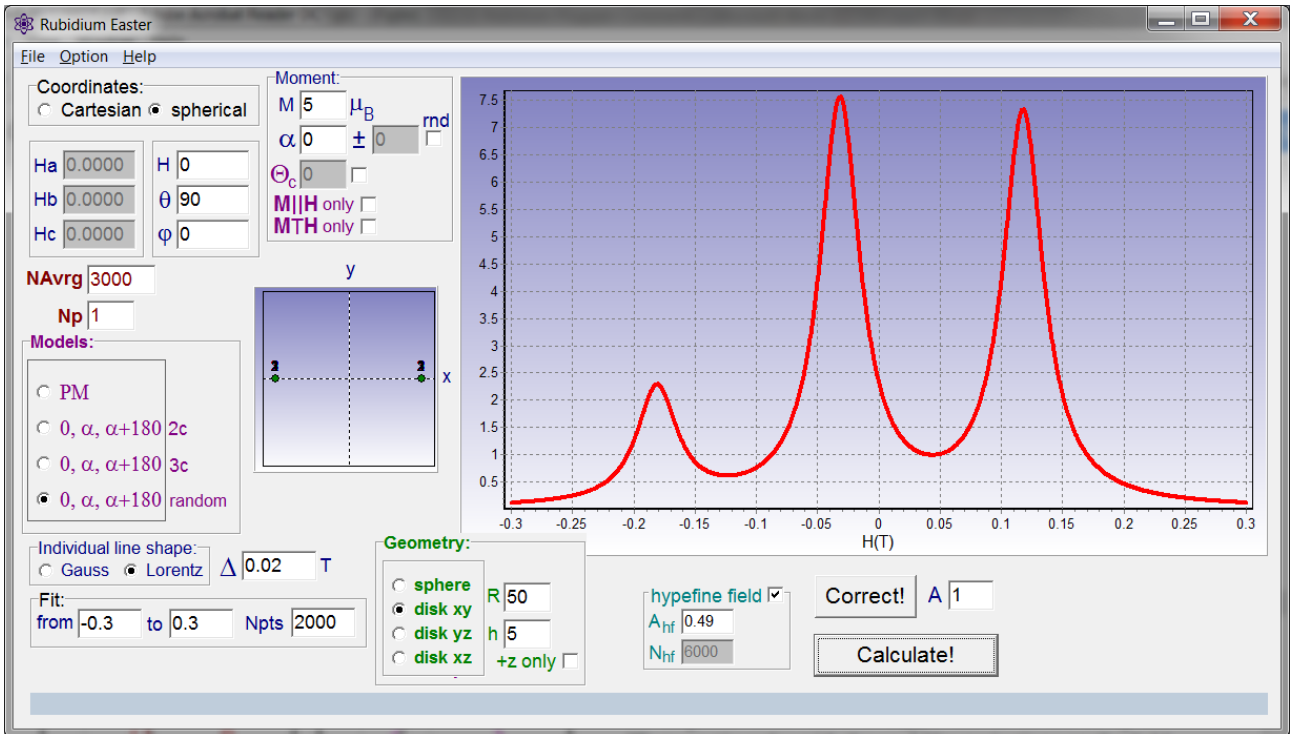 Rubidium Easter
File Option Help
Coordinates:
Cartesian spherical
Ha 0.0000 H 0
Hb 0.0000 θ 90
Hc 0.0000 φ 0
Moment:
M 5 μB
rnd
α 0 ± 0
Θc 0
M||H only
MTH only
NAvrg 3000
Np 1
Models:
PM
0, α, α+180 2c
0, α, α+180 3c
0, α, α+180 random
y
x
7.5
7
6.5
6
5.5
5
4.5
4
3.5
3
2.5
2
1.5
1
0.5
-0.3 -0.25 -0.2 -0.15 -0.1 -0.05 0 0.05 0.1 0.15 0.2 0.25 0.3
H(T)
Individual line shape:
Gauss Lorentz Δ 0.02 T
Fit:
from -0.3 to 0.3 Npts 2000
Geometry:
sphere
disk xy
disk yz
disk xz
R 50
h 5
+z only
hypefine field
Ahf 0.49
Nhf 6000
Correct! A 1
Calculate!